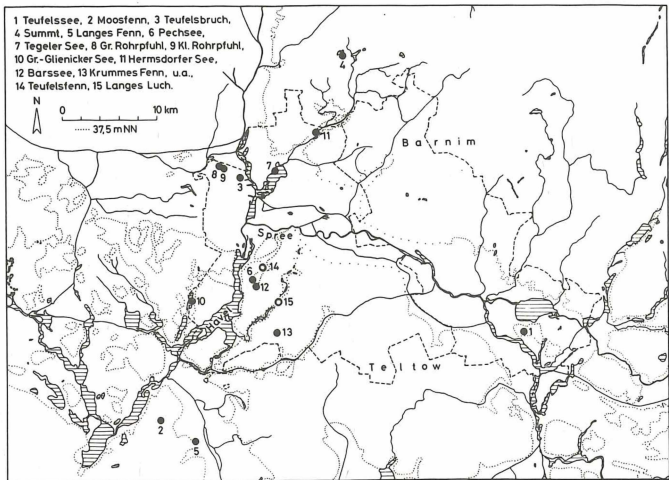 1 Teufelssee, 2 Moosfenn, 3 Teufelsbruch,
4 Summt, 5 Langes Fenn, 6 Pechsee,
7 Tegeler See, 8 Gr. Rohrpfuhl, 9 Kl. Rohrpfuhl,
10 Gr.-Glienicker See, 11 Hermsdorfer See,
12 Barssee, 13 Krummes Fenn, u.a.,
14 Teufelsfenn, 15 Langes Luch.
N
0 10 km
37,5 mNN
4
11
Barnim
8
9
3
7
Spree
14
6
12
10
15
Havel
13
1
Teltow
2
5